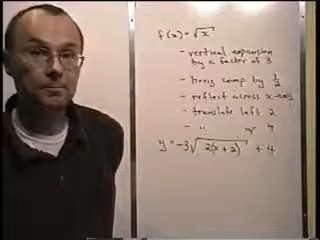 f(x) = √x
- vertical expansion
by a factor of 3
- horiz comp by 1/2
- reflect across x-axis
- translate left 2
- " up 4
y = -3√2(x+2) + 4